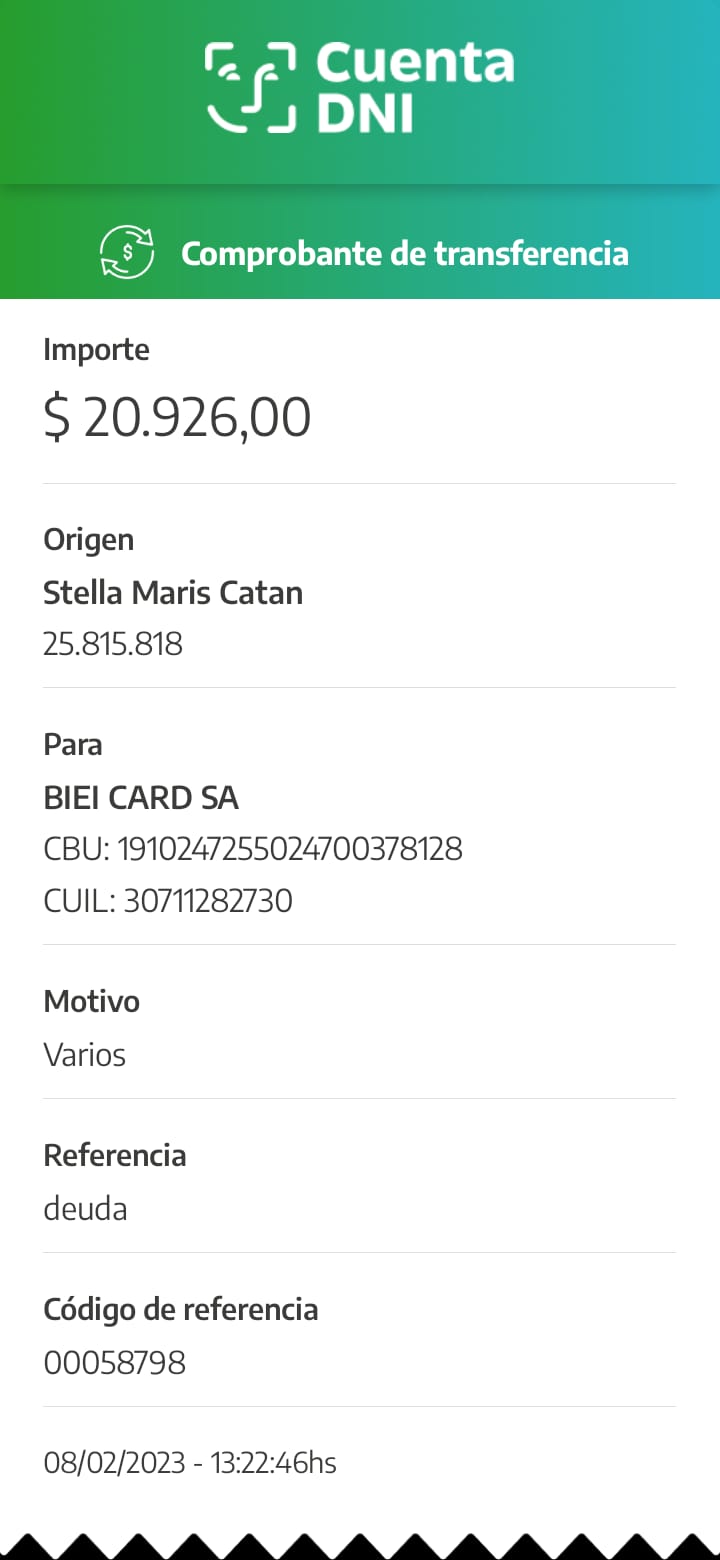 Cuenta
DNI
Comprobante de transferencia
Importe
$ 20.926,00
Origen
Stella Maris Catan
25.815.818
Para
BIEI CARD SA
CBU: 1910247255024700378128
CUIL: 30711282730
Motivo
Varios
Referencia
deuda
Código de referencia
00058798
08/02/2023 - 13:22:46hs